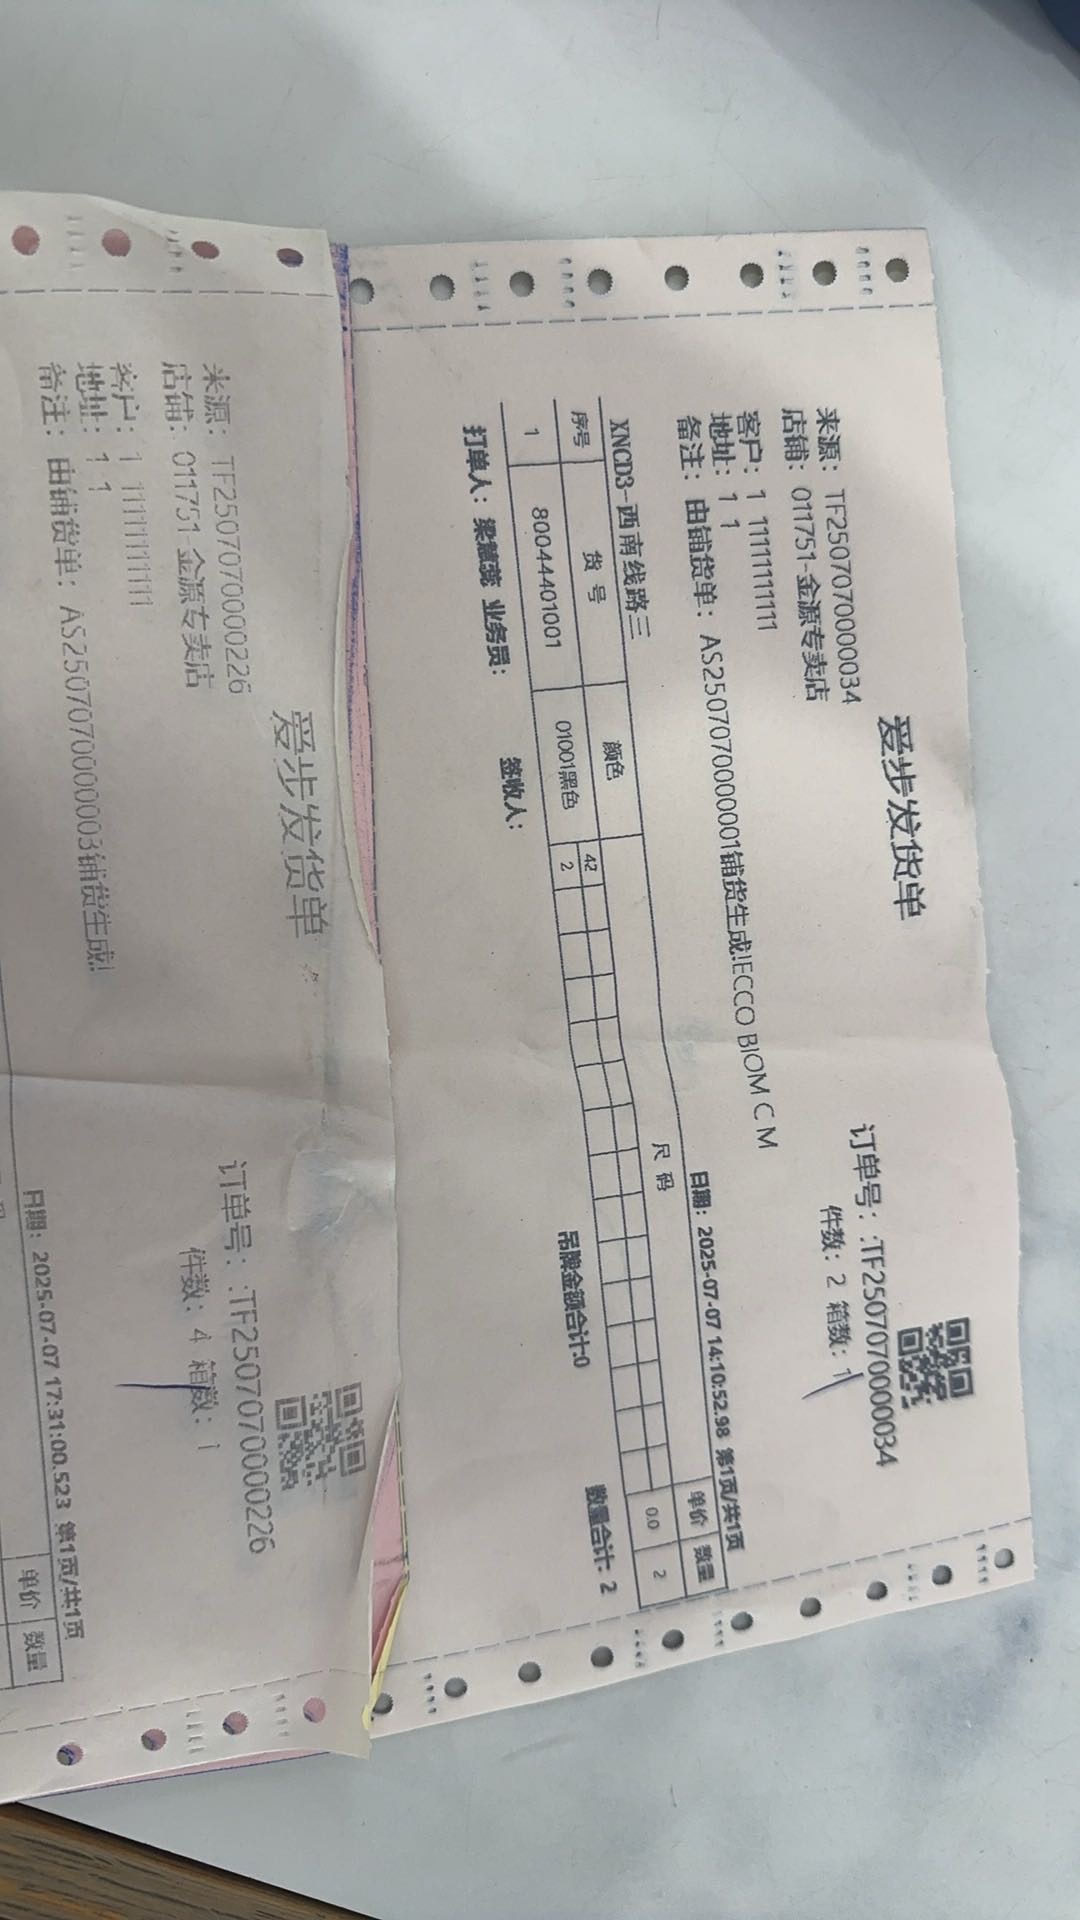 爱步发货单
来源： TF2507070000034
订单号：:TF2507070000034
店铺： 011751-金源专卖店
件数：2 箱数：1
客户：1 11111111111
地址：1 1
备注：由铺货单：AS2507070000001铺货生成!ECCO BIOM C M
XNCD3-西南线路三
日期：2025-07-07 14:10:52.98 第1页/共1页
序号 货号 颜色 尺码 单价 数量
42
1 80044401001 01001黑色 2 0.0 2
吊牌金额合计:0
数量合计：2
打单人：梁慧蕊 业务员： 签收人：
爱步发货单
来源： TF2507070000226
订单号：:TF2507070000226
店铺： 011751-金源专卖店
件数：4 箱数：1
客户：1 11111111111
地址：1 1
备注：由铺货单：AS2507070000003铺货生成!
日期：2025-07-07 17:31:00.523 第1页/共1页
单价 数量